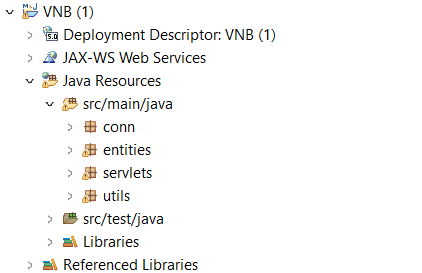 VNB (1)
Deployment Descriptor: VNB (1)
JAX-WS Web Services
Java Resources
src/main/java
conn
entities
servlets
utils
src/test/java
Libraries
Referenced Libraries